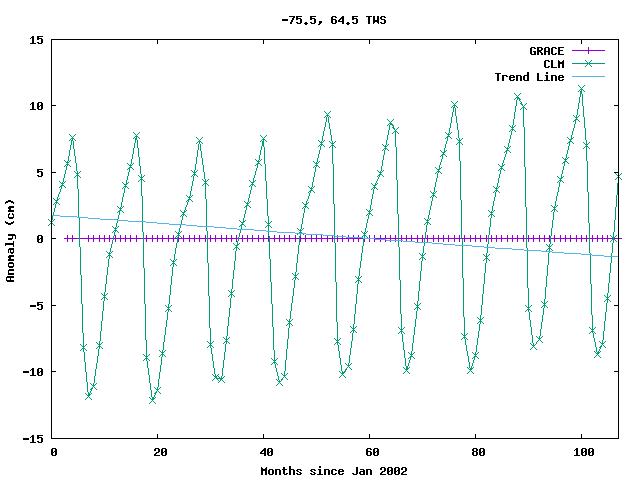 -75.5, 64.5 TWS
15
10
5
0
-5
-10
-15
Anomaly (cm)
GRACE
CLM
Trend Line
0 20 40 60 80 100
Months since Jan 2002